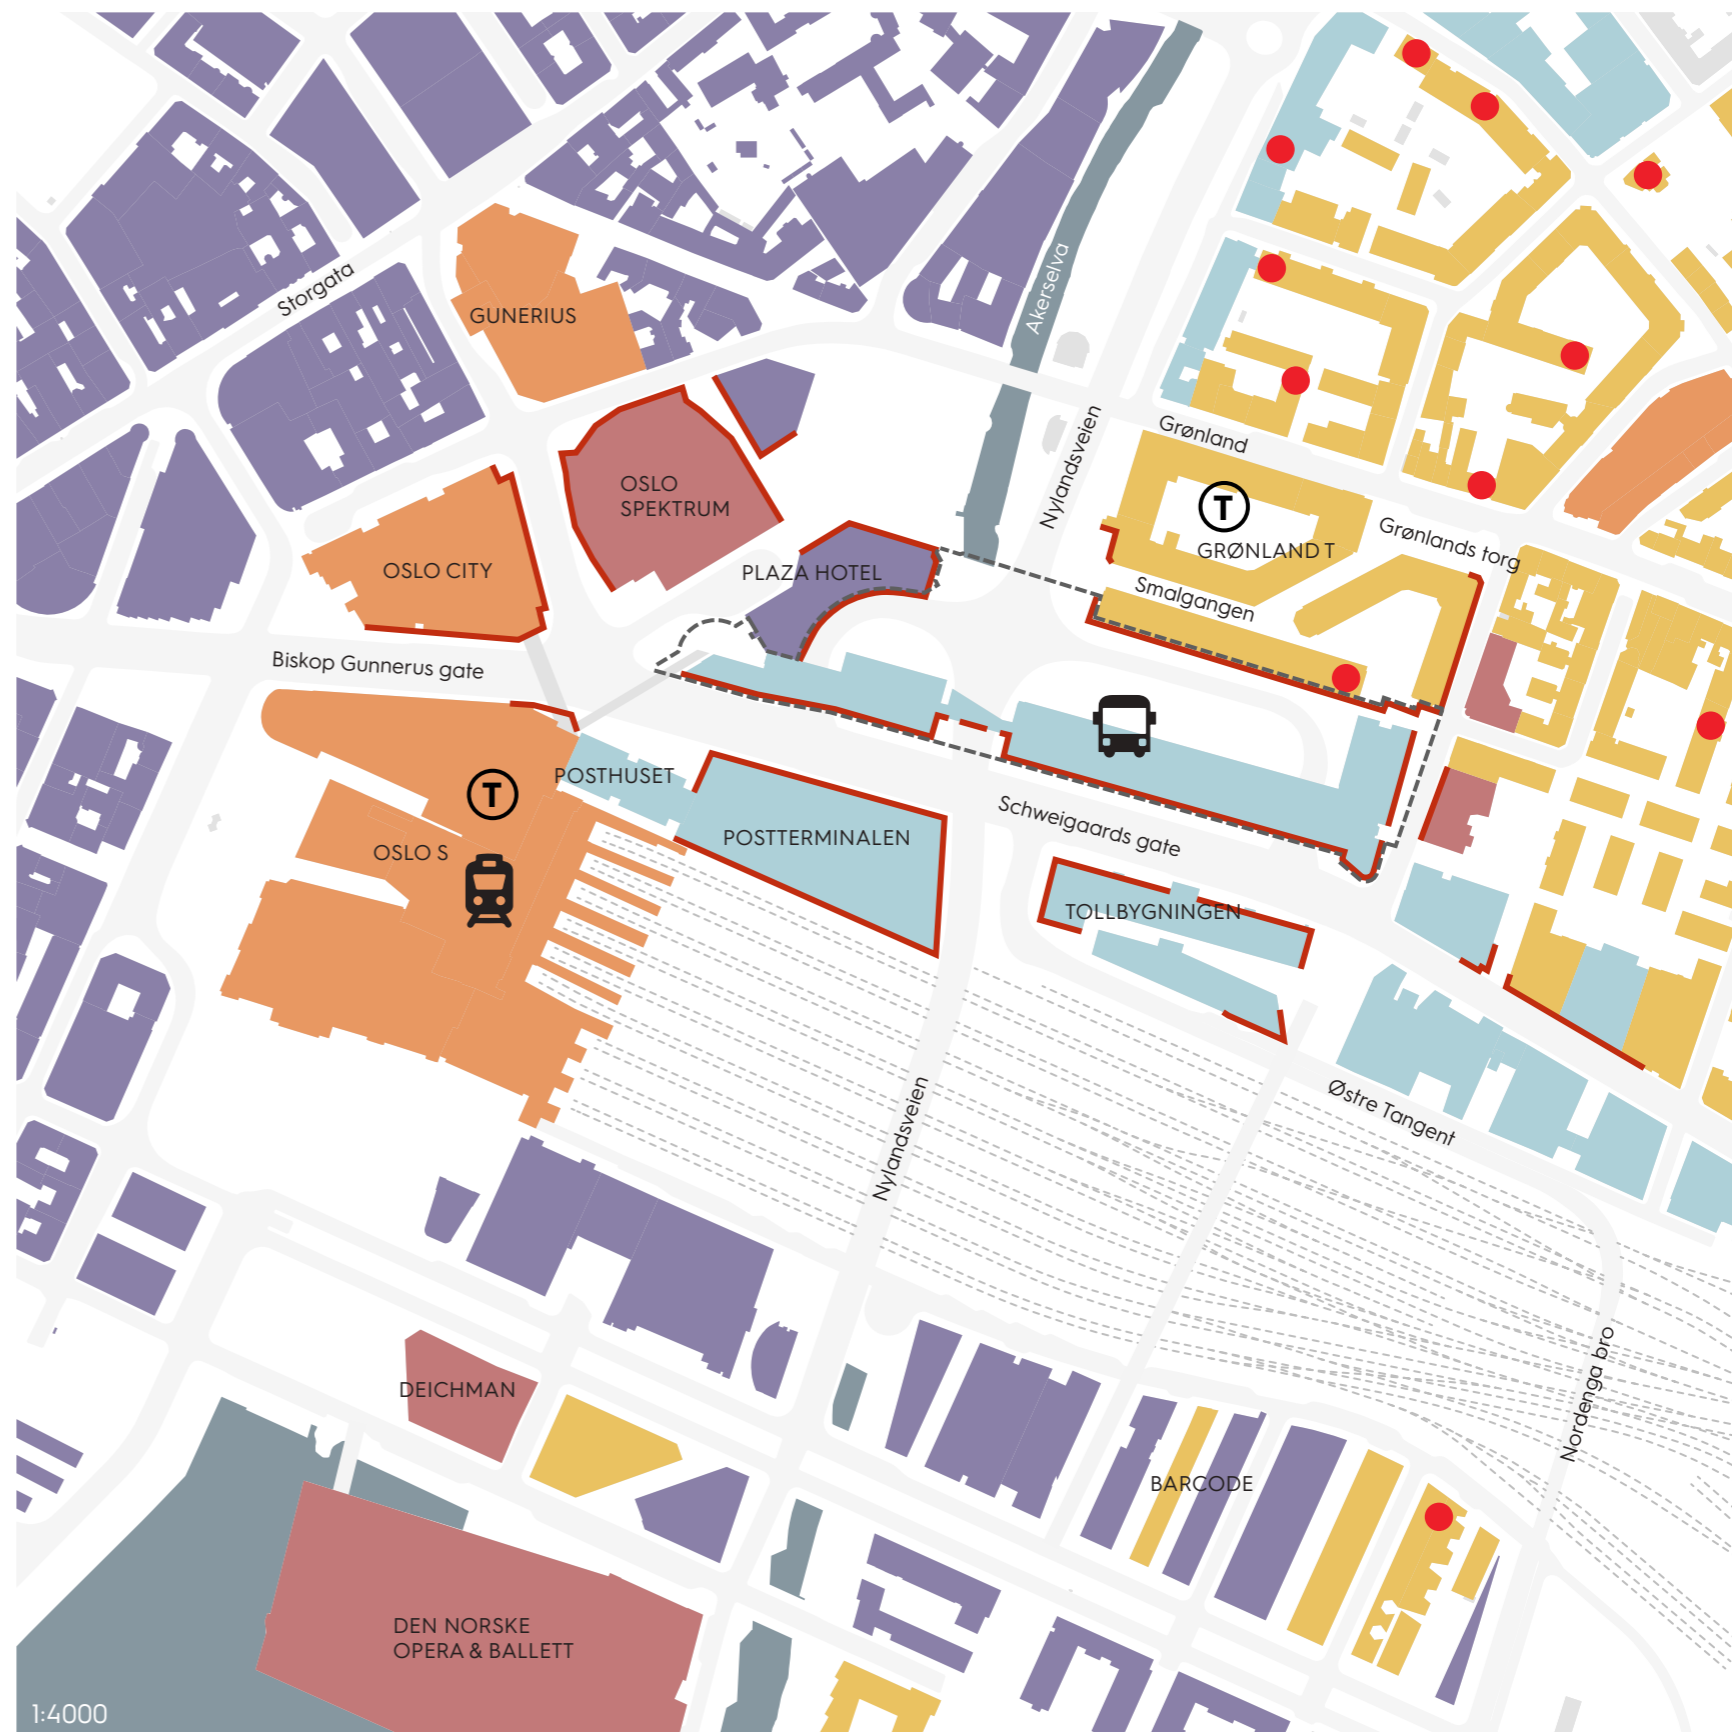 Storgata
GUNERIUS
Akerselva
Nylandsveien
Grønland
OSLO
SPEKTRUM
T
GRØNLAND T
Grønlands torg
OSLO CITY
PLAZA HOTEL
Smalgangen
Biskop Gunnerus gate
POSTHUSET
T
OSLO S
POSTTERMINALEN
Schweigaards gate
TOLLBYGNINGEN
Østre Tangent
Nylandsveien
Nordenga bro
DEICHMAN
BARCODE
DEN NORSKE
OPERA & BALLETT
1:4000